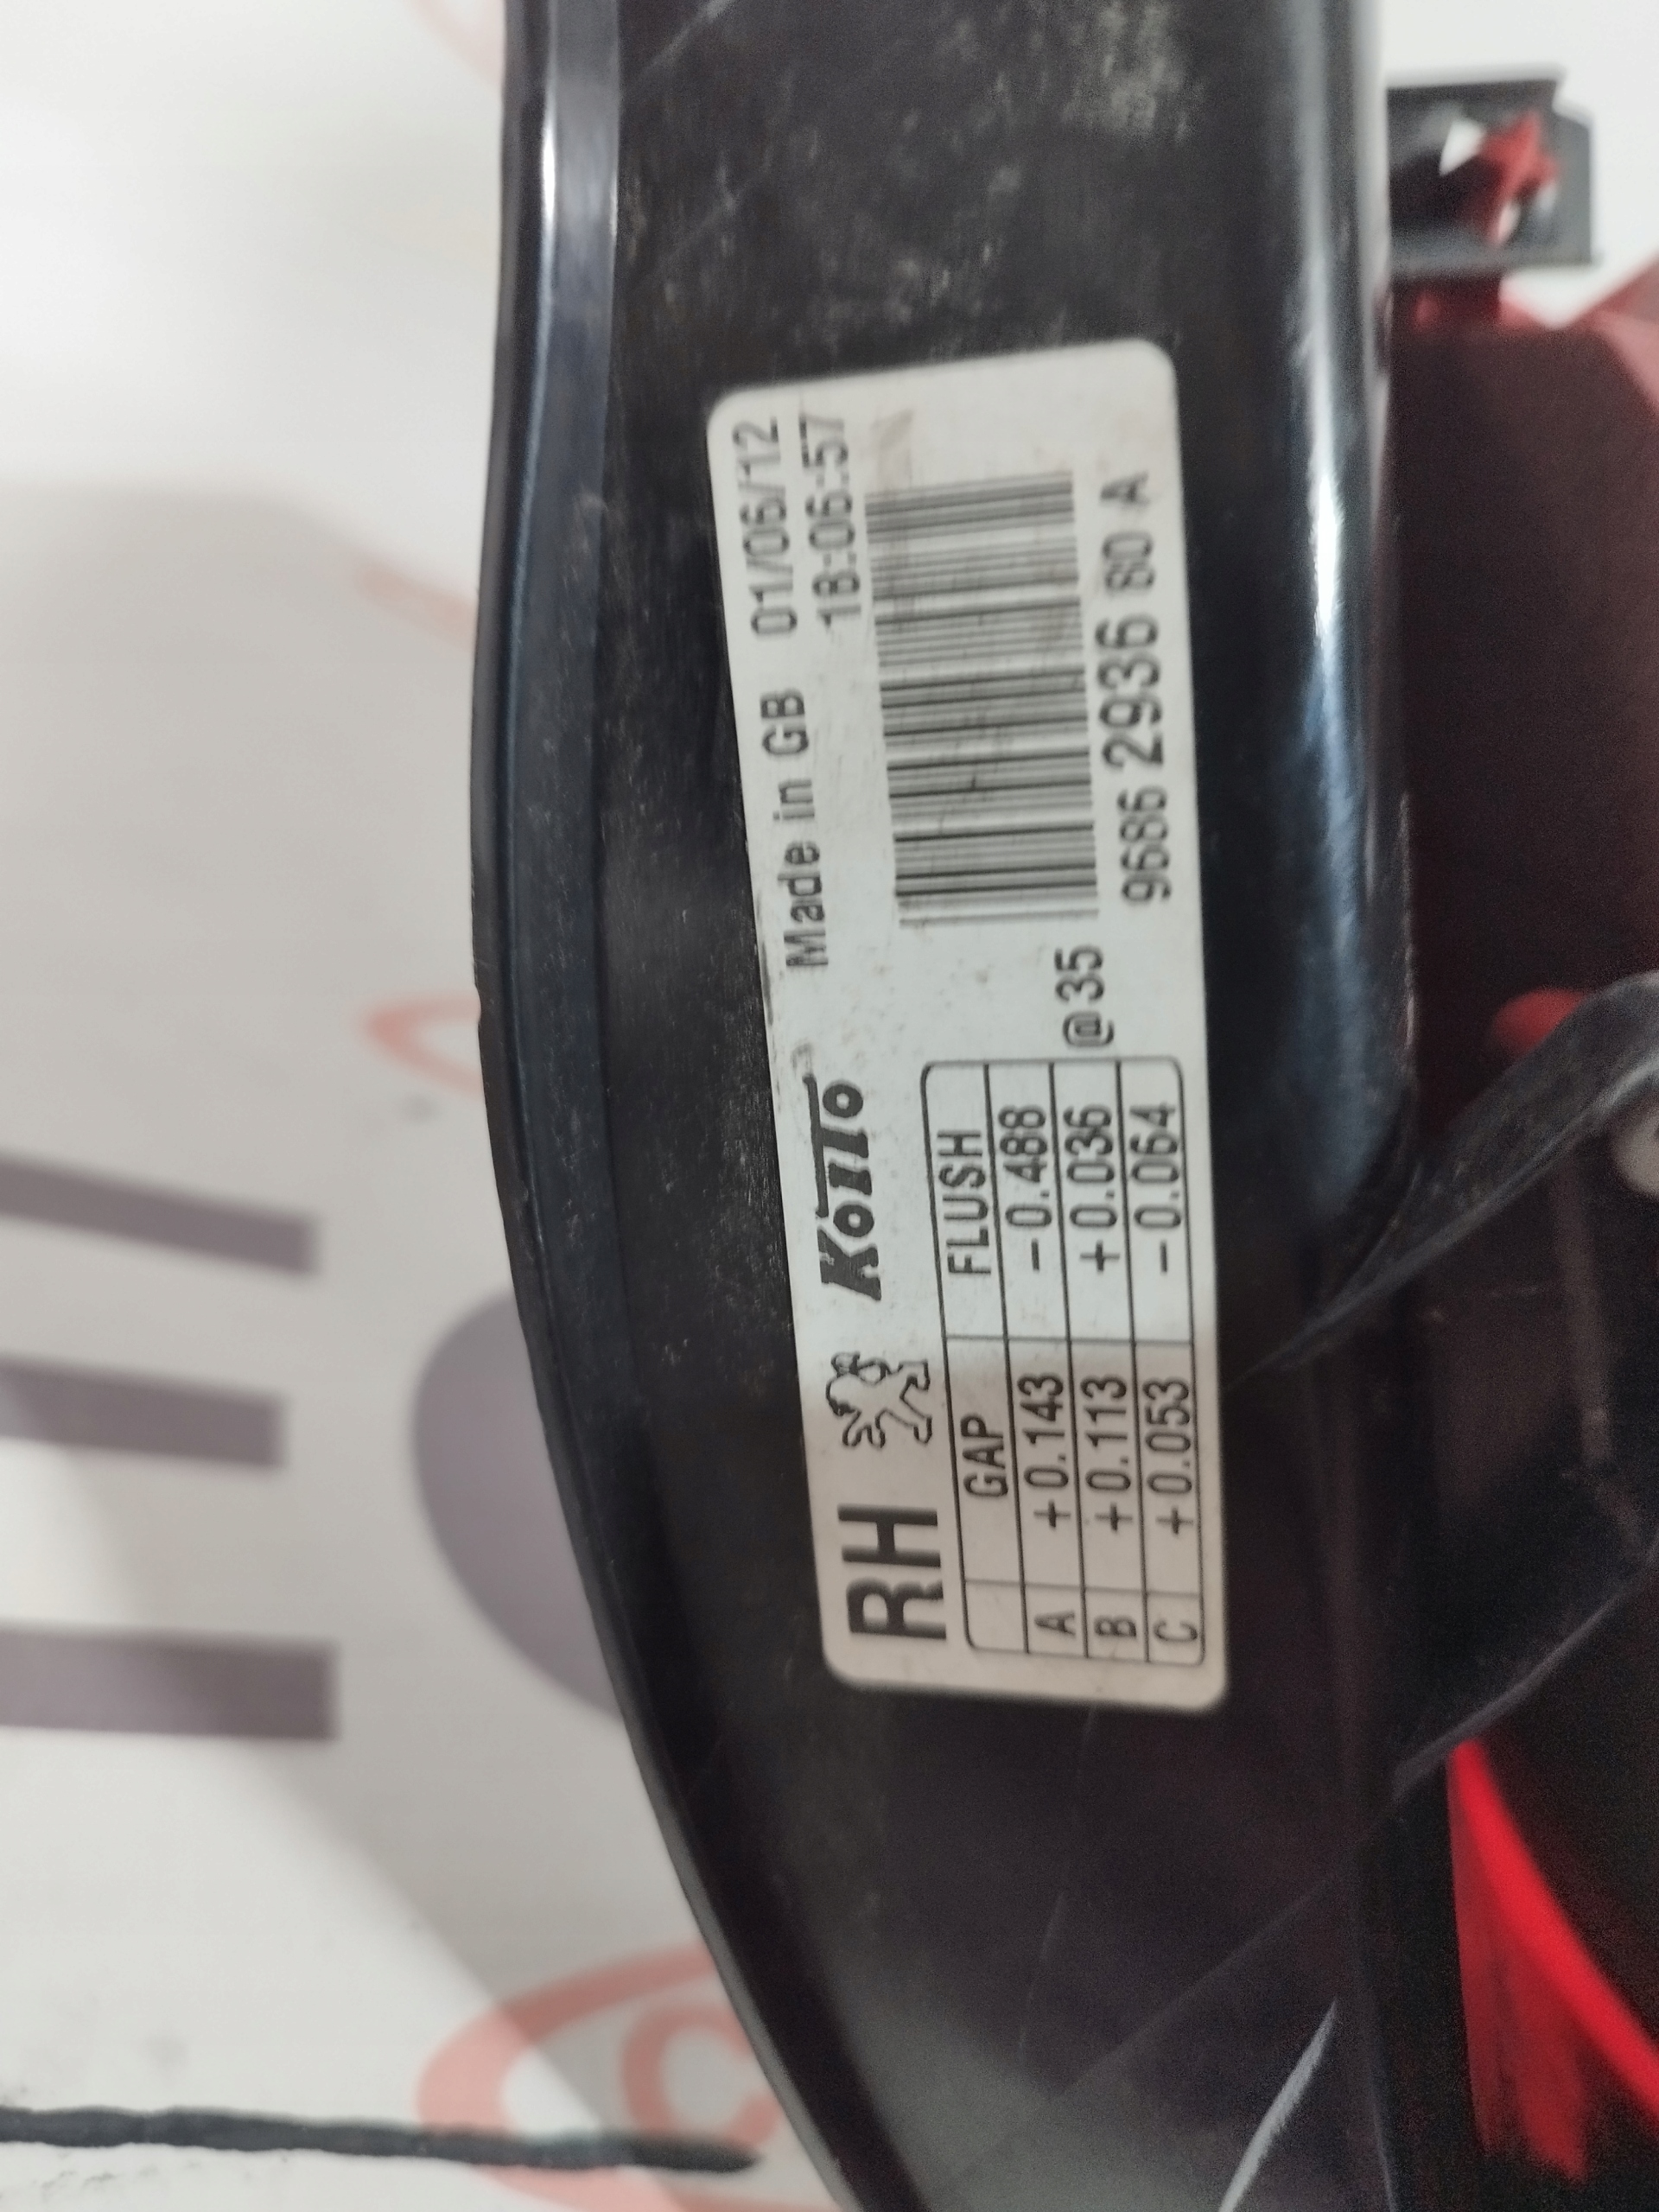 RH KOITO Made in GB 01/06/12
18:06:57
GAP FLUSH
A +0.143 -0.488
B +0.113 +0.036 @35
C +0.053 -0.064 9686 2936 80 A